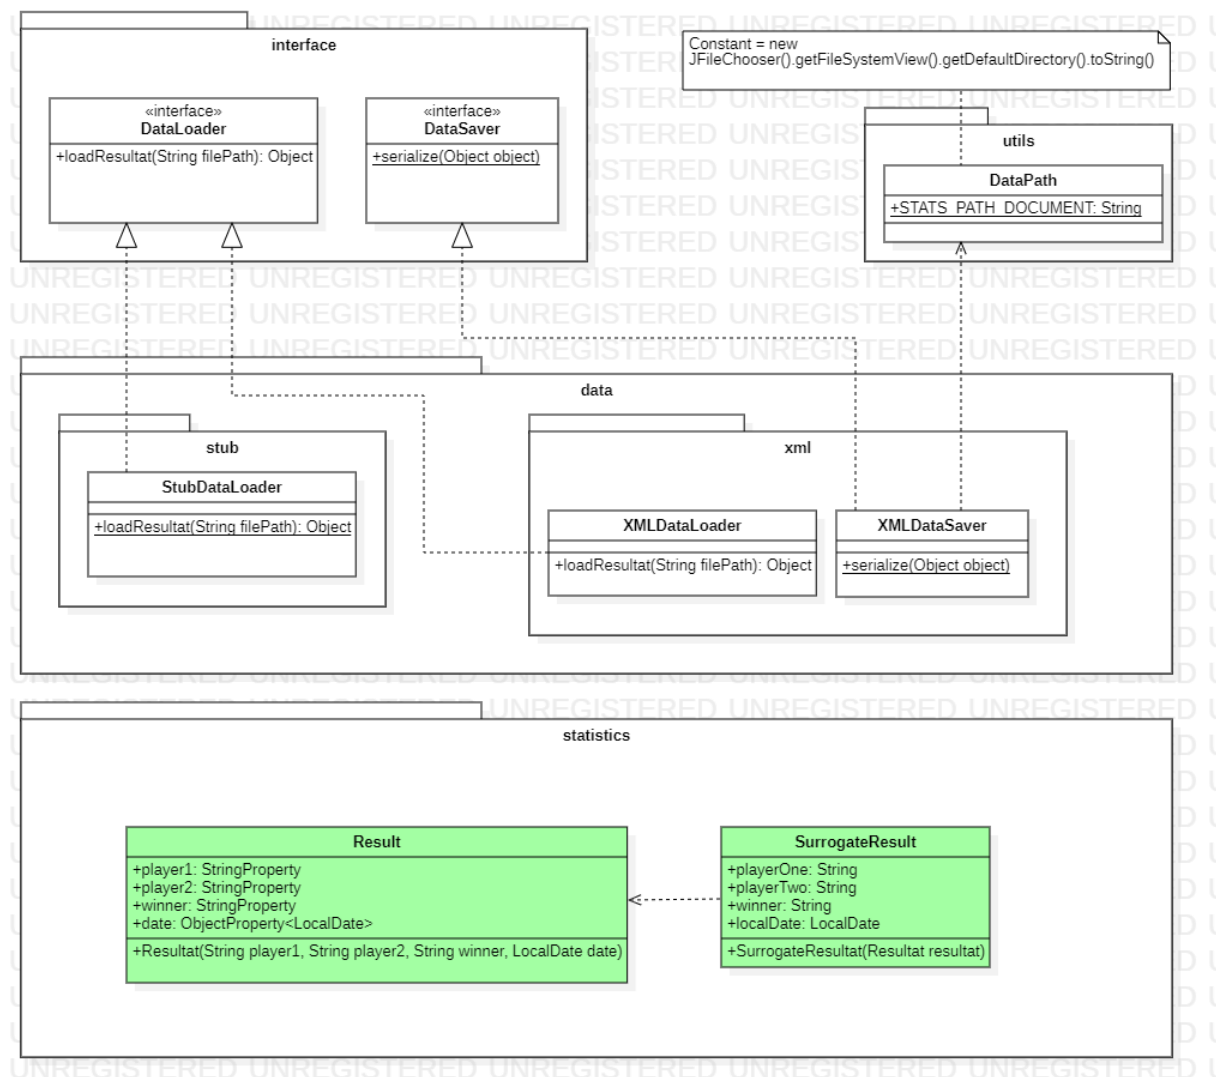 interface
«interface»
DataLoader
+loadResultat(String filePath): Object
«interface»
DataSaver
+serialize(Object object)
Constant = new
JFileChooser().getFileSystemView().getDefaultDirectory().toString()
utils
DataPath
+STATS_PATH_DOCUMENT: String
data
stub
StubDataLoader
+loadResultat(String filePath): Object
xml
XMLDataLoader
+loadResultat(String filePath): Object
XMLDataSaver
+serialize(Object object)
statistics
Result
+player1: StringProperty
+player2: StringProperty
+winner: StringProperty
+date: ObjectProperty<LocalDate>
+Resultat(String player1, String player2, String winner, LocalDate date)
SurrogateResult
+playerOne: String
+playerTwo: String
+winner: String
+localDate: LocalDate
+SurrogateResultat(Resultat resultat)
UNREGISTERED